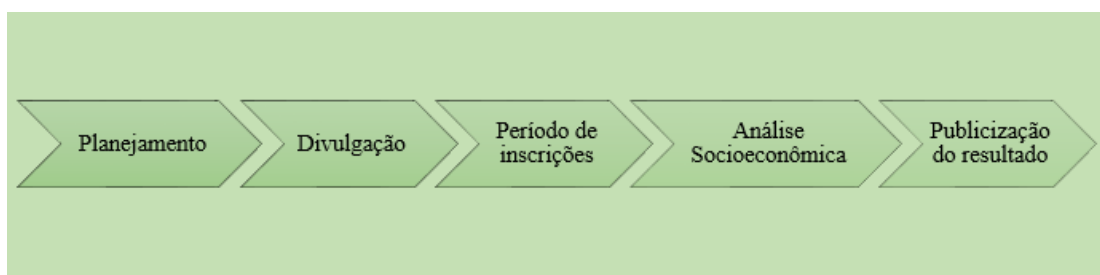 Planejamento
Divulgação
Período de
inscrições
Análise
Socioeconômica
Publicização
do resultado